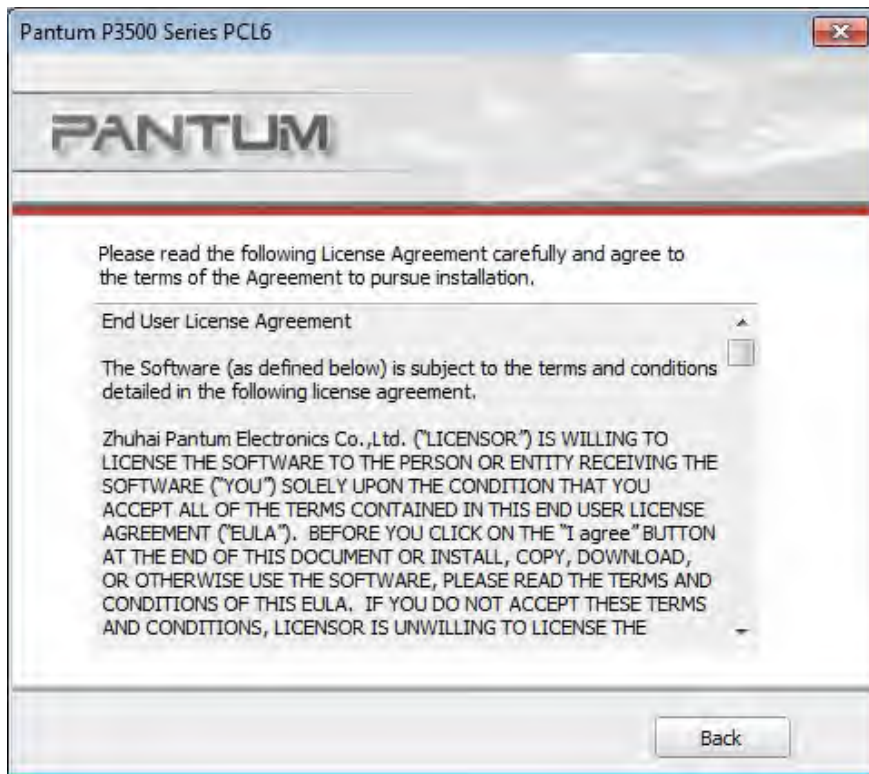 Pantum P3500 Series PCL6
PANTUM
Please read the following License Agreement carefully and agree to
the terms of the Agreement to pursue installation.
End User License Agreement
The Software (as defined below) is subject to the terms and conditions
detailed in the following license agreement.
Zhuhai Pantum Electronics Co.,Ltd. ("LICENSOR") IS WILLING TO
LICENSE THE SOFTWARE TO THE PERSON OR ENTITY RECEIVING THE
SOFTWARE ("YOU") SOLELY UPON THE CONDITION THAT YOU
ACCEPT ALL OF THE TERMS CONTAINED IN THIS END USER LICENSE
AGREEMENT ("EULA").  BEFORE YOU CLICK ON THE "I agree" BUTTON
AT THE END OF THIS DOCUMENT OR INSTALL, COPY, DOWNLOAD,
OR OTHERWISE USE THE SOFTWARE, PLEASE READ THE TERMS AND
CONDITIONS OF THIS EULA.  IF YOU DO NOT ACCEPT THESE TERMS
AND CONDITIONS, LICENSOR IS UNWILLING TO LICENSE THE
Back